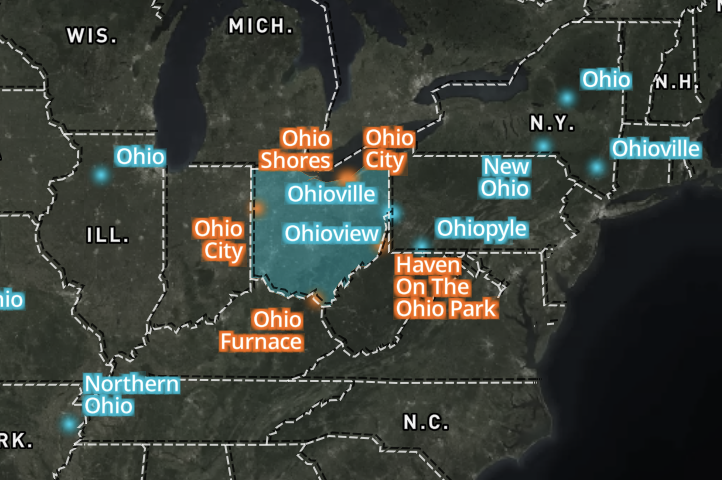 WIS.
MICH.
Ohio
N.H.
N.Y.
Ohio
Shores
Ohio
City
Ohio
Ohioville
New
Ohio
Ohioville
Ohioview
Ohiopyle
Ohio
City
ILL.
Haven
On The
Ohio Park
nio
Ohio
Furnace
Northern
Ohio
N.C.
RK.